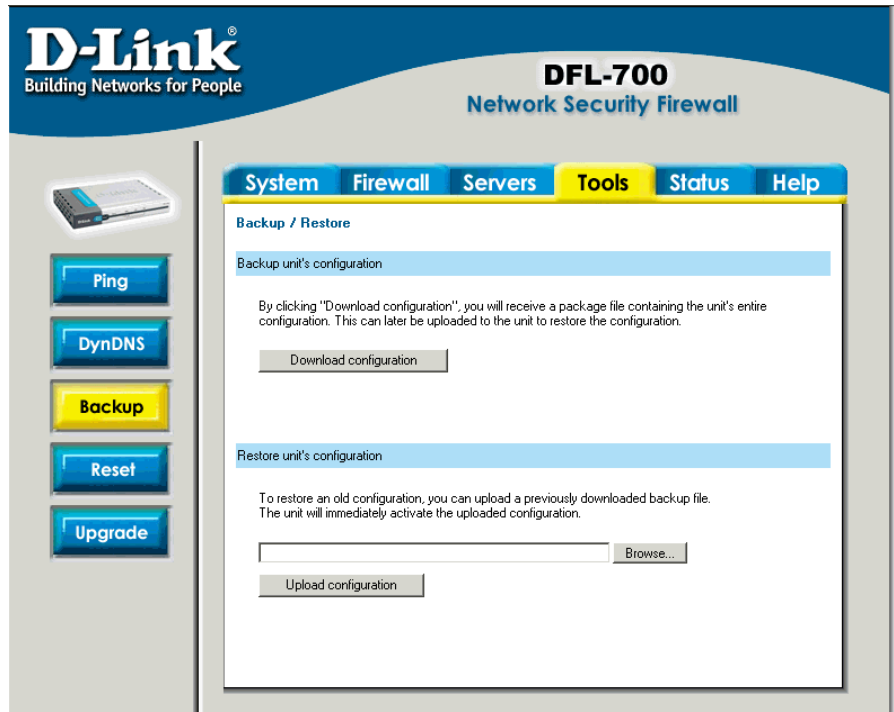 D-Link®
Building Networks for People
DFL-700
Network Security Firewall
System Firewall Servers Tools Status Help
Ping
DynDNS
Backup
Reset
Upgrade
Backup / Restore
Backup unit's configuration
By clicking "Download configuration", you will receive a package file containing the unit's entire
configuration. This can later be uploaded to the unit to restore the configuration.
Download configuration
Restore unit's configuration
To restore an old configuration, you can upload a previously downloaded backup file.
The unit will immediately activate the uploaded configuration.
Browse...
Upload configuration